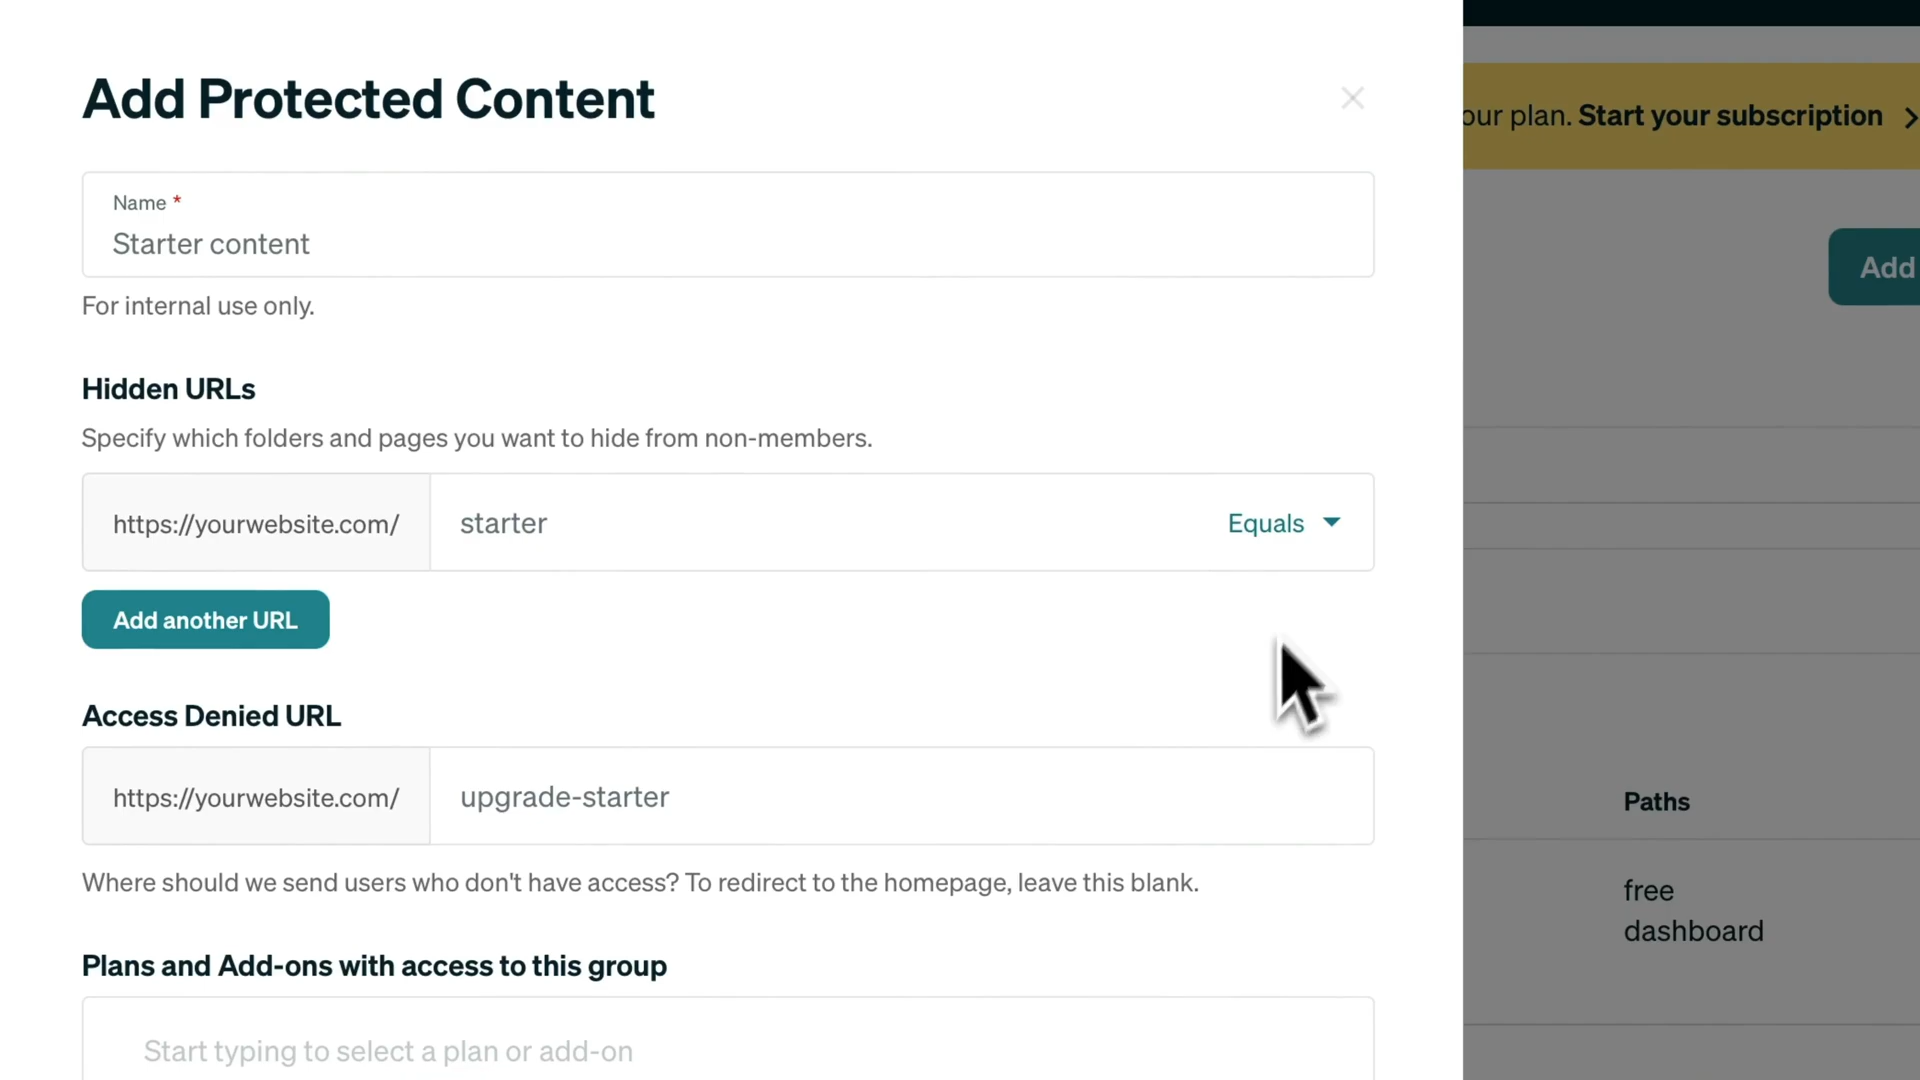 Add Protected Content
our plan. Start your subscription
Name *
Starter content
Add
For internal use only.
Hidden URLs
Specify which folders and pages you want to hide from non-members.
https://yourwebsite.com/ starter Equals
Add another URL
Access Denied URL
https://yourwebsite.com/ upgrade-starter
Paths
Where should we send users who don't have access? To redirect to the homepage, leave this blank.
free
dashboard
Plans and Add-ons with access to this group
Start typing to select a plan or add-on